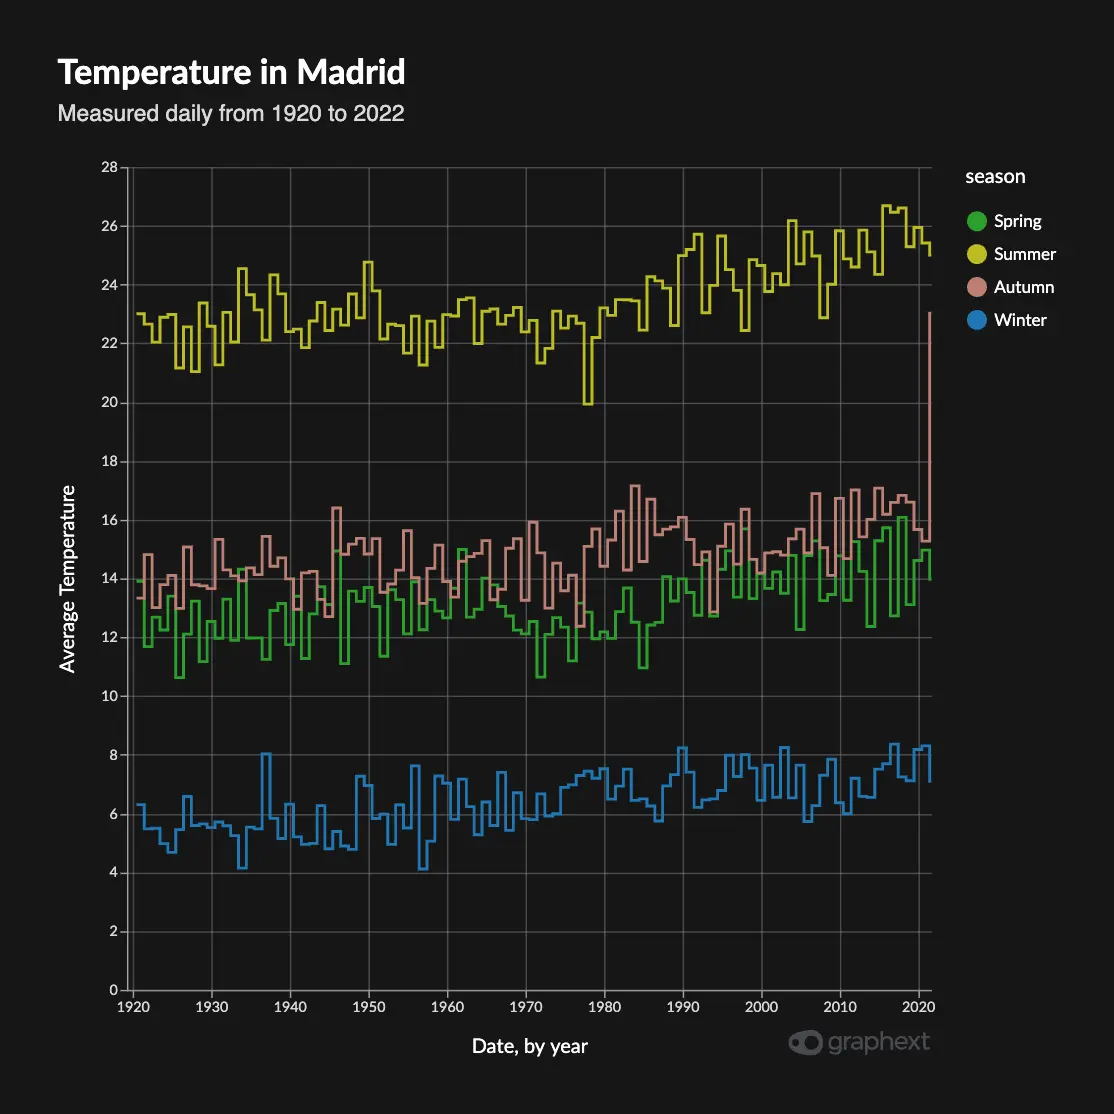 Temperature in Madrid
Measured daily from 1920 to 2022
season
Spring
Summer
Autumn
Winter
Average Temperature
28
26
24
22
20
18
16
14
12
10
8
6
4
2
0
1920 1930 1940 1950 1960 1970 1980 1990 2000 2010 2020
Date, by year
graphext